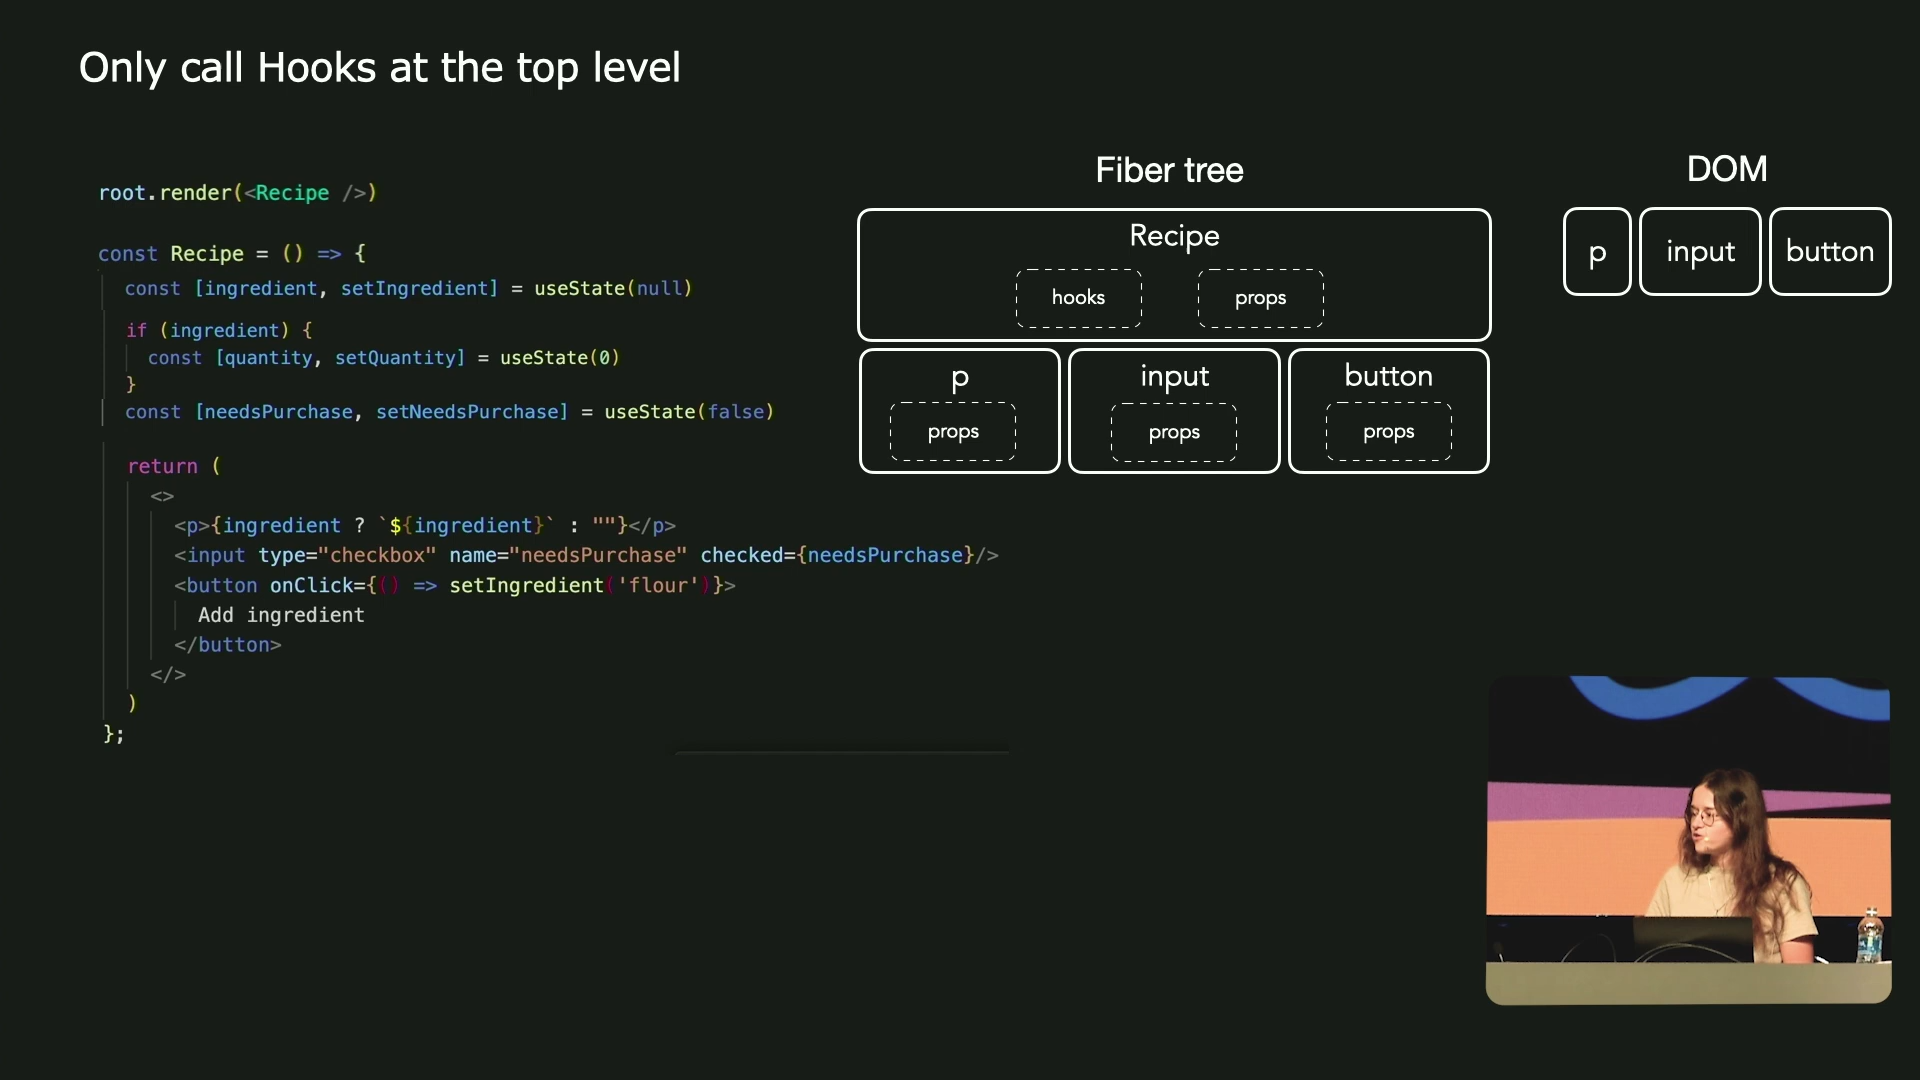 Only call Hooks at the top level
root.render(<Recipe />)
const Recipe = () => {
const [ingredient, setIngredient] = useState(null)
if (ingredient) {
const [quantity, setQuantity] = useState(0)
}
const [needsPurchase, setNeedsPurchase] = useState(false)
return (
<>
<p>{ingredient ? `${ingredient}` : ""}</p>
<input type="checkbox" name="needsPurchase" checked={needsPurchase}/>
<button onClick={() => setIngredient('flour')}>
Add ingredient
</button>
</>
)
};
Fiber tree
Recipe
hooks props
p input button
props props props
DOM
p input button